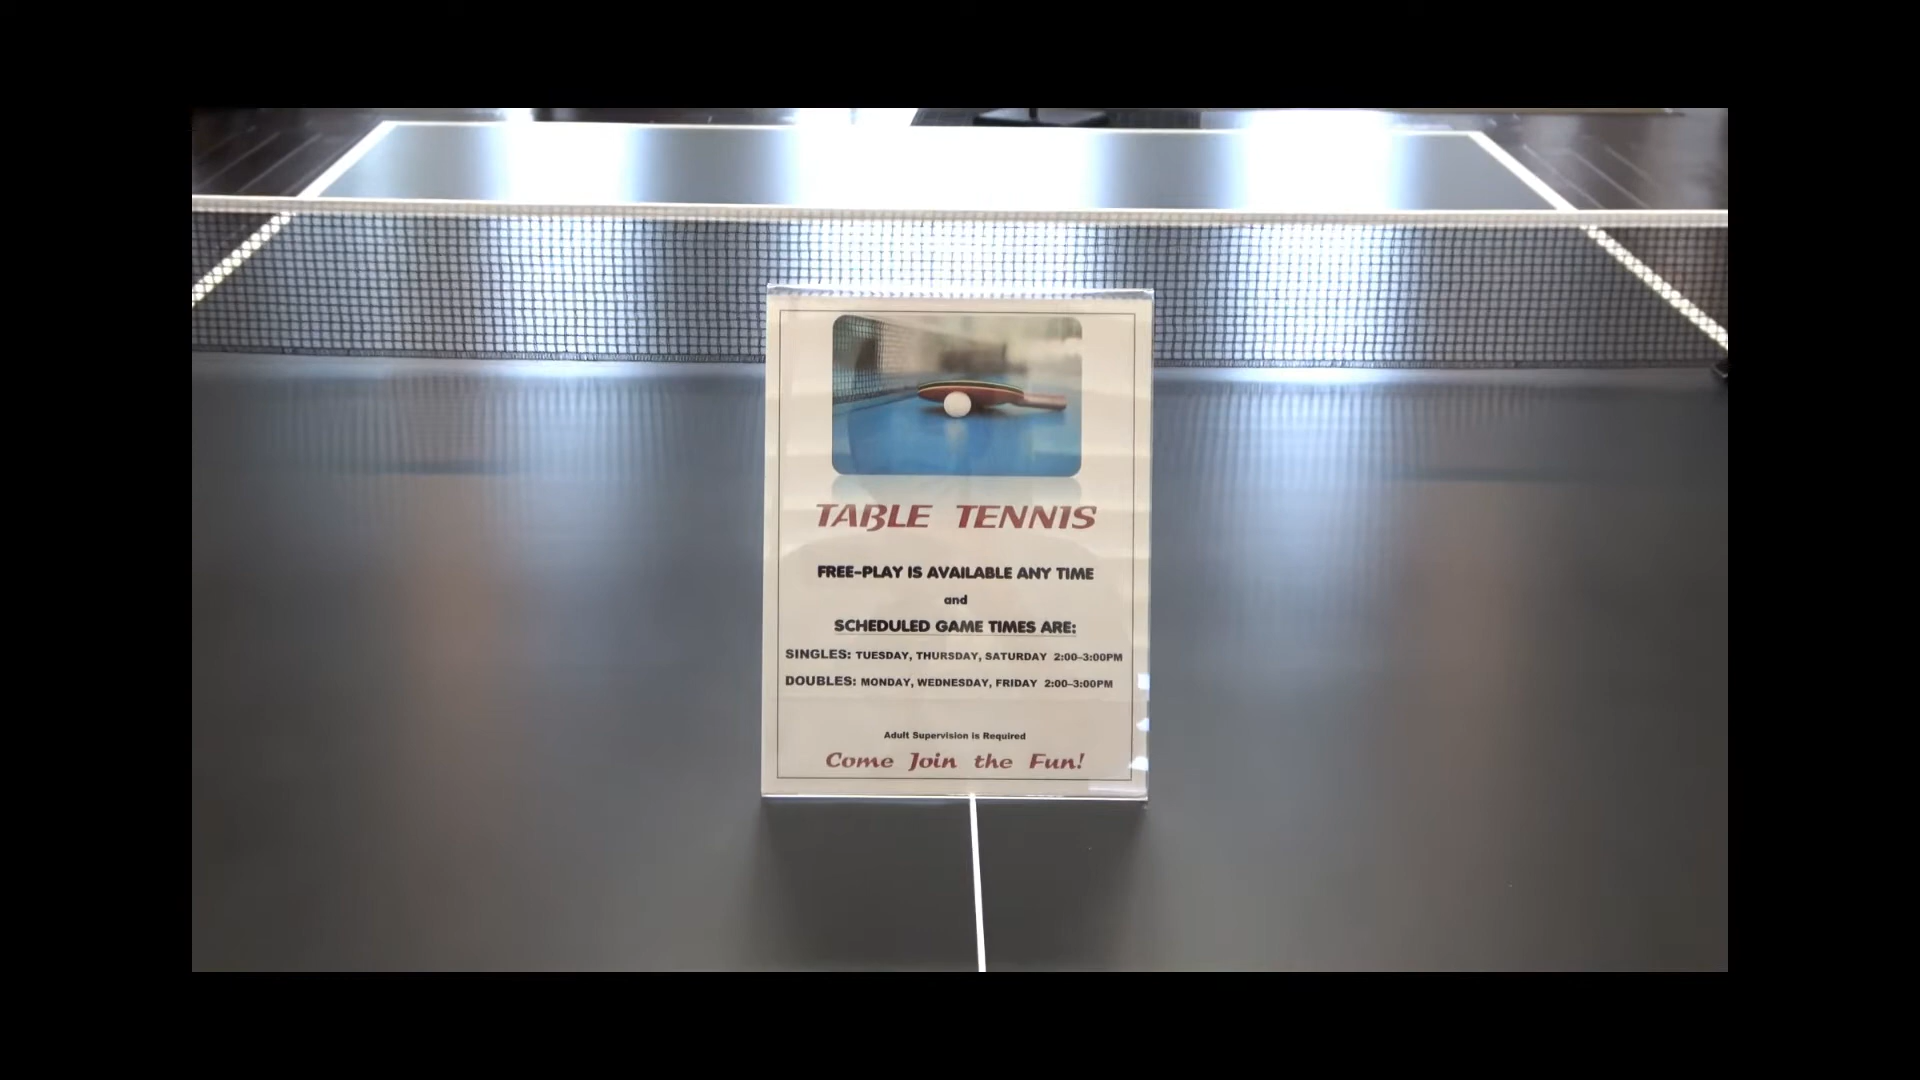 TABLE TENNIS
FREE-PLAY IS AVAILABLE ANY TIME
and
SCHEDULED GAME TIMES ARE:
SINGLES: TUESDAY, THURSDAY, SATURDAY 2:00-3:00PM
DOUBLES: MONDAY, WEDNESDAY, FRIDAY 2:00-3:00PM
Adult Supervision is Required
Come Join the Fun!